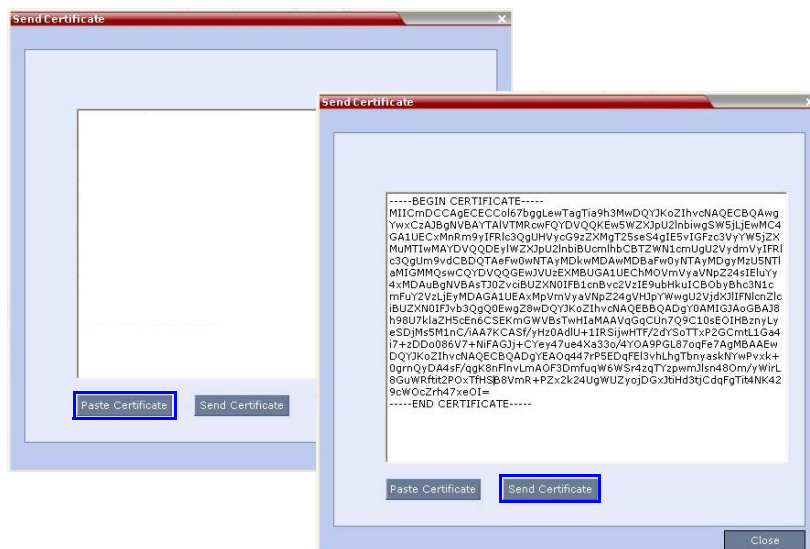 Send Certificate
Paste Certificate
Send Certificate
Send Certificate
-----BEGIN CERTIFICATE-----
MIICmDCCAgECECCol67bggLewTagTia9h3MwDQYJKoZIhvcNAQECBQAwg
YwxCzAJBgNVBAYTAlVTMRcwFQYDVQQKEw5WZXJpU2lnbiwgSW5jLjEwMC4
GA1UECxMnRm9yIFRlc3QgUHVycG9zZXMgT25seS4gIE5vIGFzc3VyYW5jZX
MuMTIwMAYDVQQDEylWZXJpU2lnbiBUcmlhbCBTZWN1cmUgU2VydmVyIFRl
c3QgUm9vdCBDQTAeFw0wNTAyMDkwMDAwMDBaFw0yNTAyMDgyMzU5NTl
aMIGMMQswCQYDVQQGEwJVUzEXMBUGA1UEChMOVmVyaVNpZ24sIEluYy
4xMDAuBgNVBAsTJ0ZvciBUZXN0IFB1cnBvc2VzIE9ubHkuICBObyBhc3N1c
mFuY2VzLjEyMDAGA1UEAxMpVmVyaVNpZ24gVHJpYWwgU2VjdXJlIFNlcnZlc
iBUZXN0IFJvb3QgQ0EwgZ8wDQYJKoZIhvcNAQEBBQADgY0AMIGJAoGBAJ8
h98U7klaZH5cEn6CSEKmGWVBsTwHIaMAAVqGqCUn7Q9C10sEOIHBznyLy
eSDjMs5M1nC/iAA7KCASf/yHz0AdlU+1IRSijwHTF/2dYSoTTxP2GCmtL1Ga4
i7+zDDo086V7+NiFAGJj+CYey47ue4Xa33o/4YOA9PGL87oqFe7AgMBAAEw
DQYJKoZIhvcNAQECBQADgYEAOq447rP5EDqFEl3vhLhgTbnyaskNYwPvxk+
0grnQyDA4sF/qgK8nFlnvLmAOF3DmfuqW6WSr4zqTYzpwmJlsn48Om/yWirL
8GuWRftit2POxTfHSB8VmR+PZx2k24UgWUZyojDGxJtiHd3tjCdqFgTit4NK42
9cWOcZrh47xeOI=
-----END CERTIFICATE-----
Paste Certificate
Send Certificate
Close